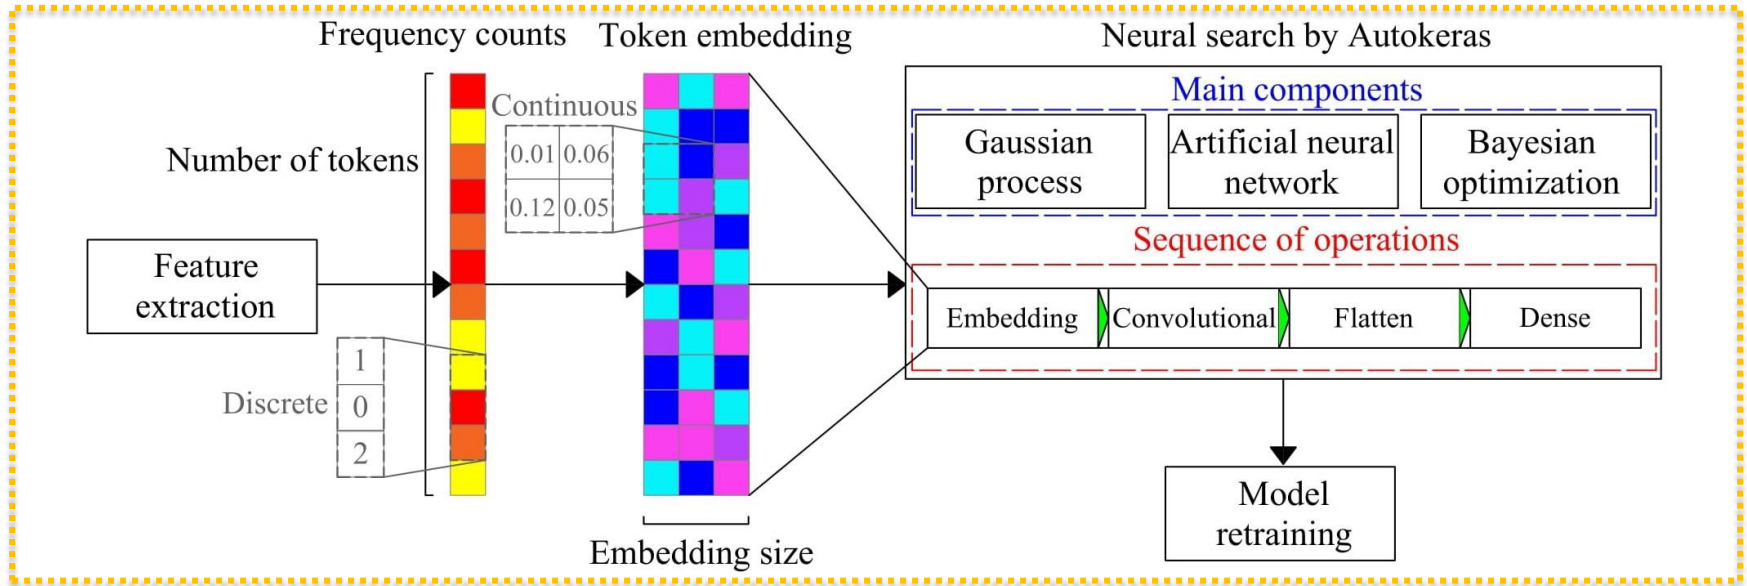 Frequency counts
Token embedding
Neural search by Autokeras
Main components
Continuous
0.01 0.06
0.12 0.05
Gaussian
process
Artificial neural
network
Bayesian
optimization
Number of tokens
Sequence of operations
Feature
extraction
Embedding
Convolutional
Flatten
Dense
Discrete
1
0
2
Embedding size
Model
retraining